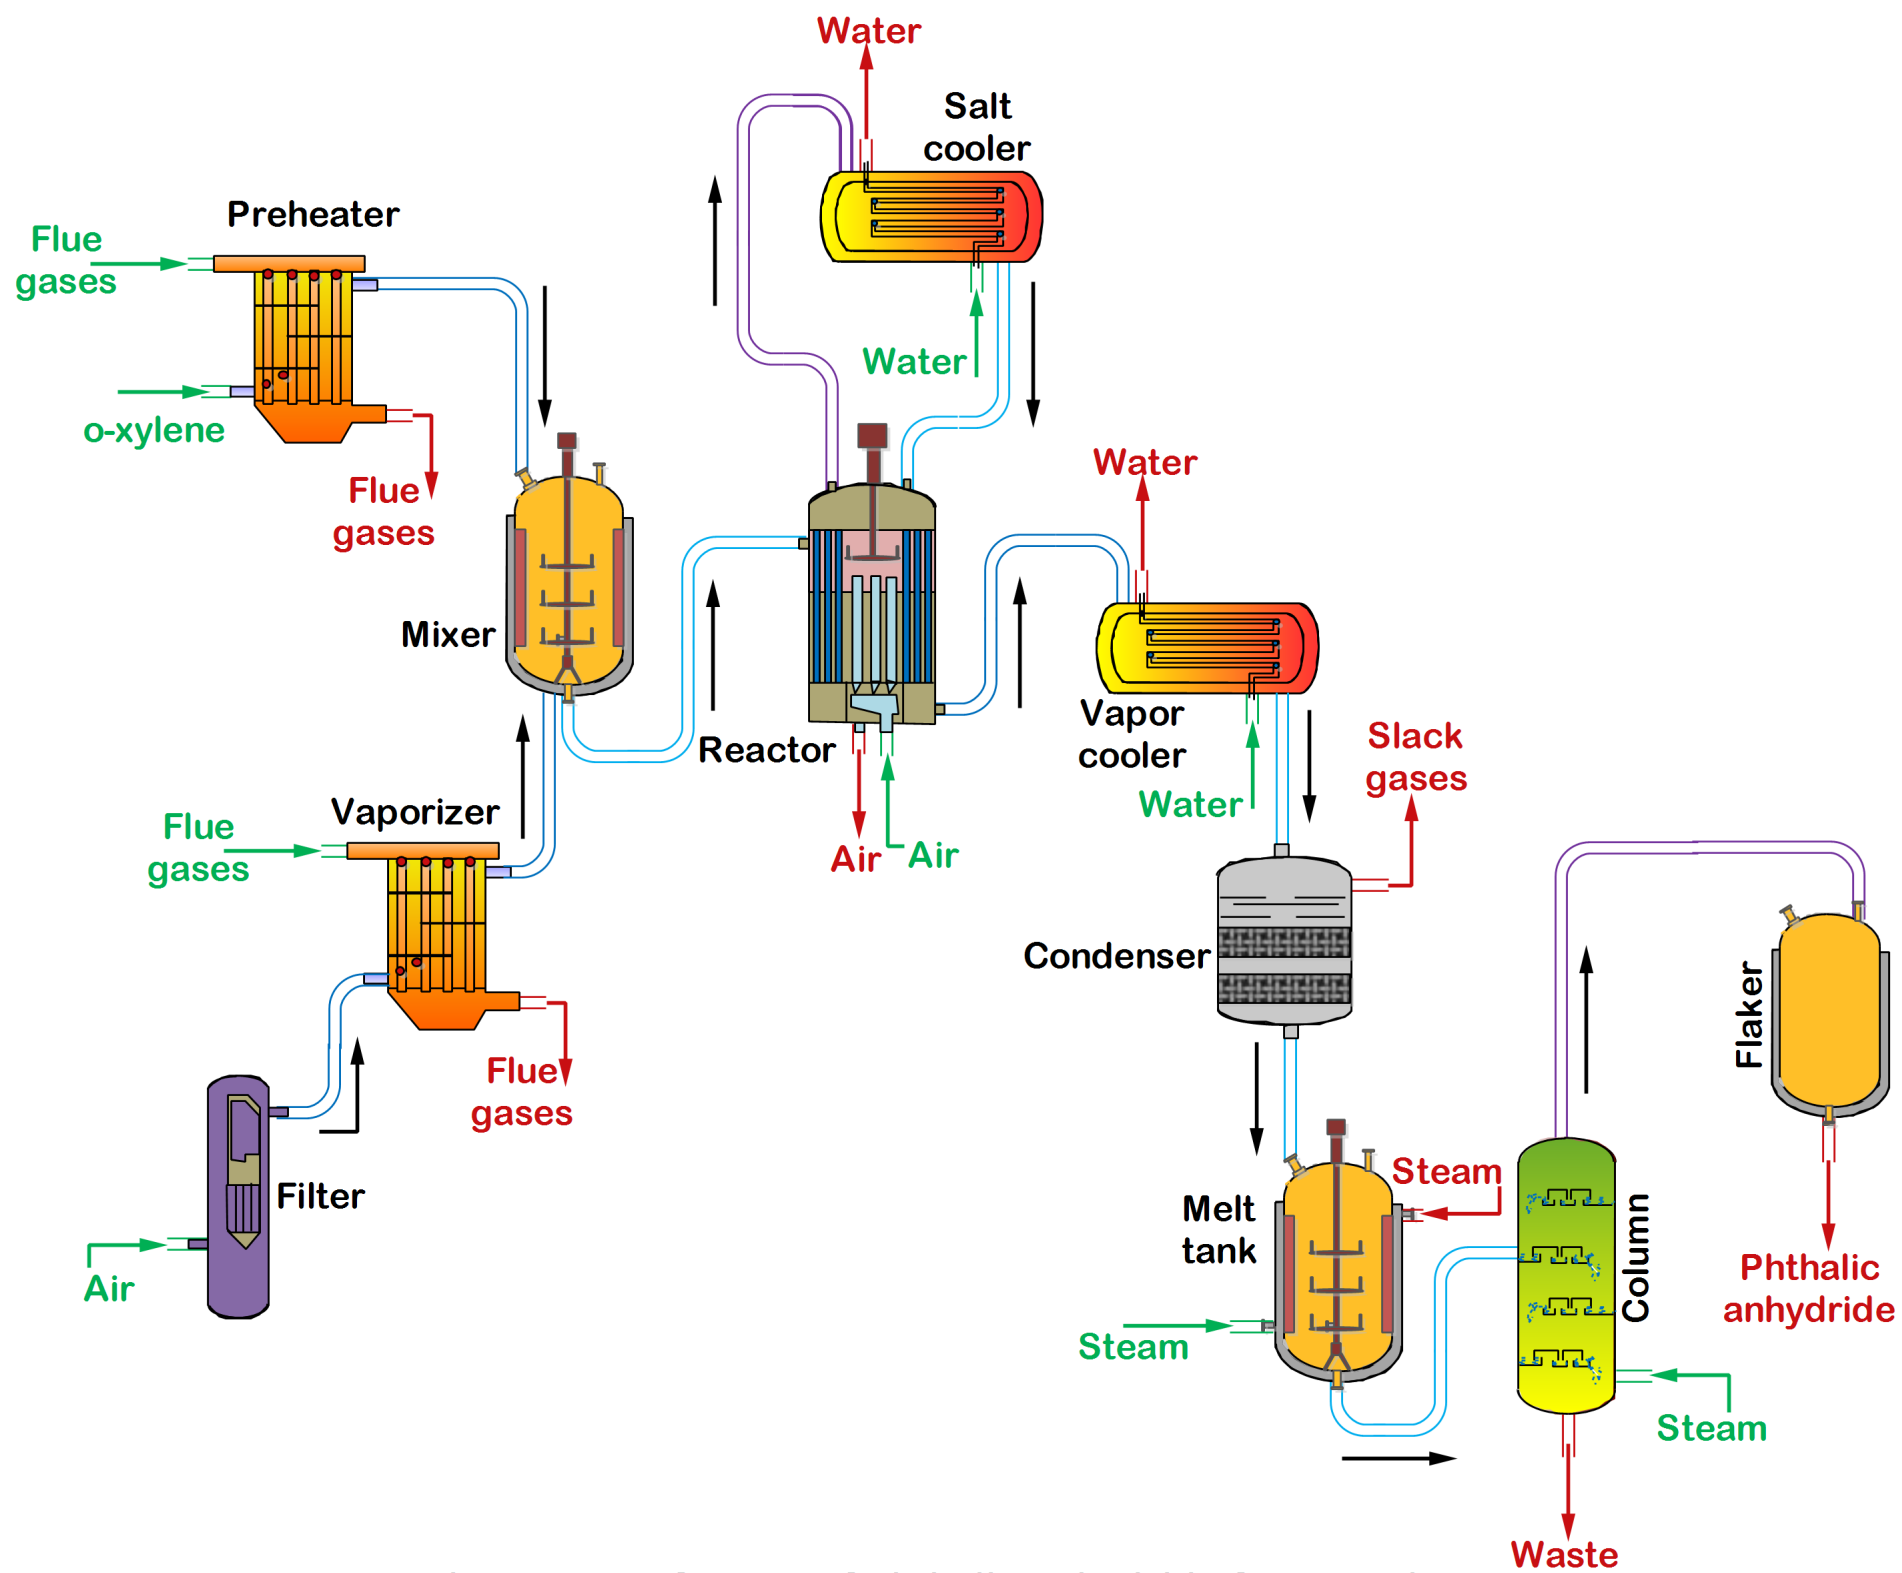 Water
Salt
cooler
Preheater
Flue
gases
Water
o-xylene
Flue
gases
Water
Mixer
Reactor
Vapor
cooler
Slack
gases
Water
Vaporizer
Flue
gases
Air
Air
Condenser
Flaker
Flue
gases
Filter
Steam
Melt
tank
Column
Air
Phthalic
anhydride
Steam
Steam
Waste